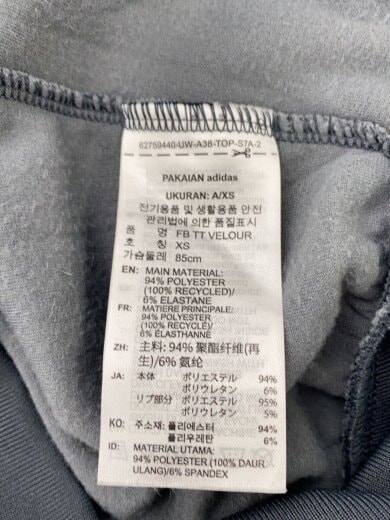 62759440-UW-A38-TOP-S7A-2
PAKAIAN adidas
UKURAN: A/XS
전기용품 및 생활용품 안전
관리법에 의한 품질표시
품 명 FB TT VELOUR
호 칭 XS
가슴둘레 85cm
EN: MAIN MATERIAL:
94% POLYESTER
(100% RECYCLED)/
6% ELASTANE
FR: MATIERE PRINCIPALE:
94% POLYESTER
(100% RECYCLÉ)/
6% ÉLASTHANNE
ZH: 主料: 94% 聚酯纤维(再
生)/6% 氨纶
JA: 本体 ポリエステル 94%
ポリウレタン 6%
リブ部分 ポリエステル 95%
ポリウレタン 5%
KO: 주소재: 폴리에스터 94%
폴리우레탄 6%
ID: MATERIAL UTAMA:
94% POLYESTER (100% DAUR
ULANG)/6% SPANDEX